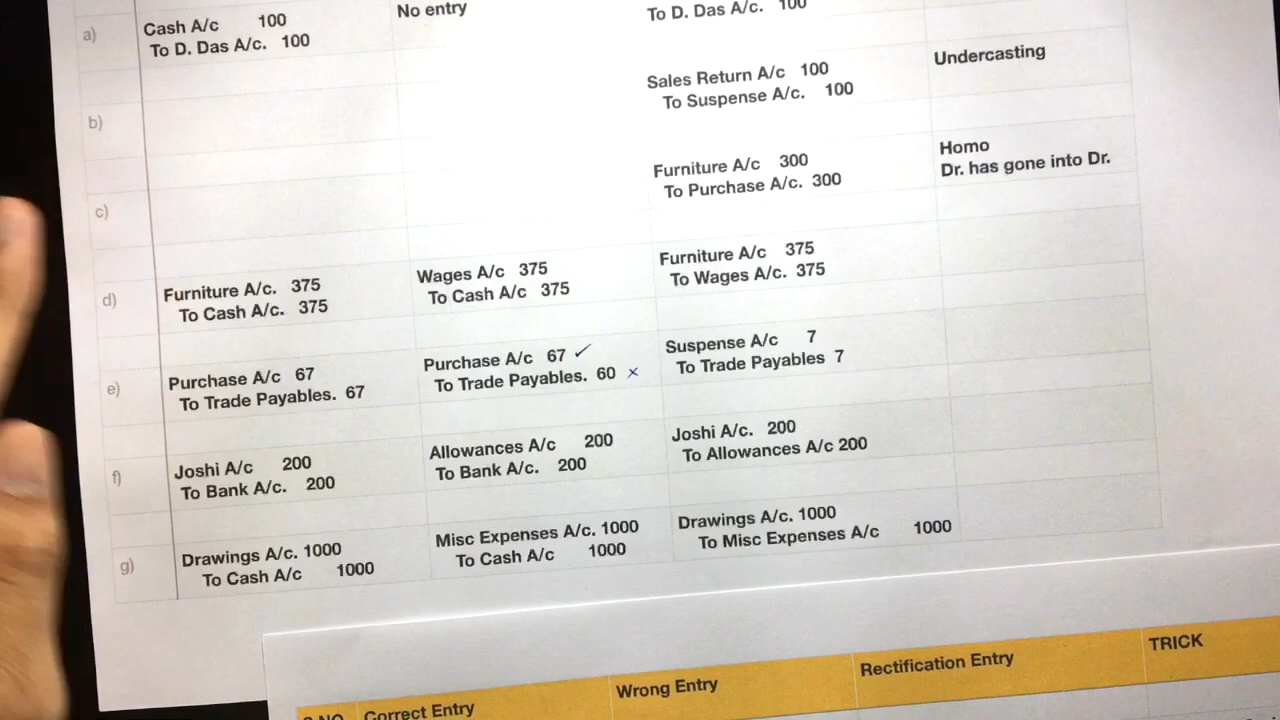 a)
Cash A/c 100
To D. Das A/c. 100
No entry
To D. Das A/c. 100
b)
Sales Return A/c 100
To Suspense A/c. 100
Undercasting
c)
Furniture A/c 300
To Purchase A/c. 300
Homo
Dr. has gone into Dr.
d)
Furniture A/c. 375
To Cash A/c. 375
Wages A/c 375
To Cash A/c 375
Furniture A/c 375
To Wages A/c. 375
e)
Purchase A/c 67
To Trade Payables. 67
Purchase A/c 67 ✓
To Trade Payables. 60 ×
Suspense A/c 7
To Trade Payables 7
f)
Joshi A/c 200
To Bank A/c. 200
Allowances A/c 200
To Bank A/c. 200
Joshi A/c. 200
To Allowances A/c 200
g)
Drawings A/c. 1000
To Cash A/c 1000
Misc Expenses A/c. 1000
To Cash A/c 1000
Drawings A/c. 1000
To Misc Expenses A/c 1000
S.NO Correct Entry Wrong Entry Rectification Entry TRICK